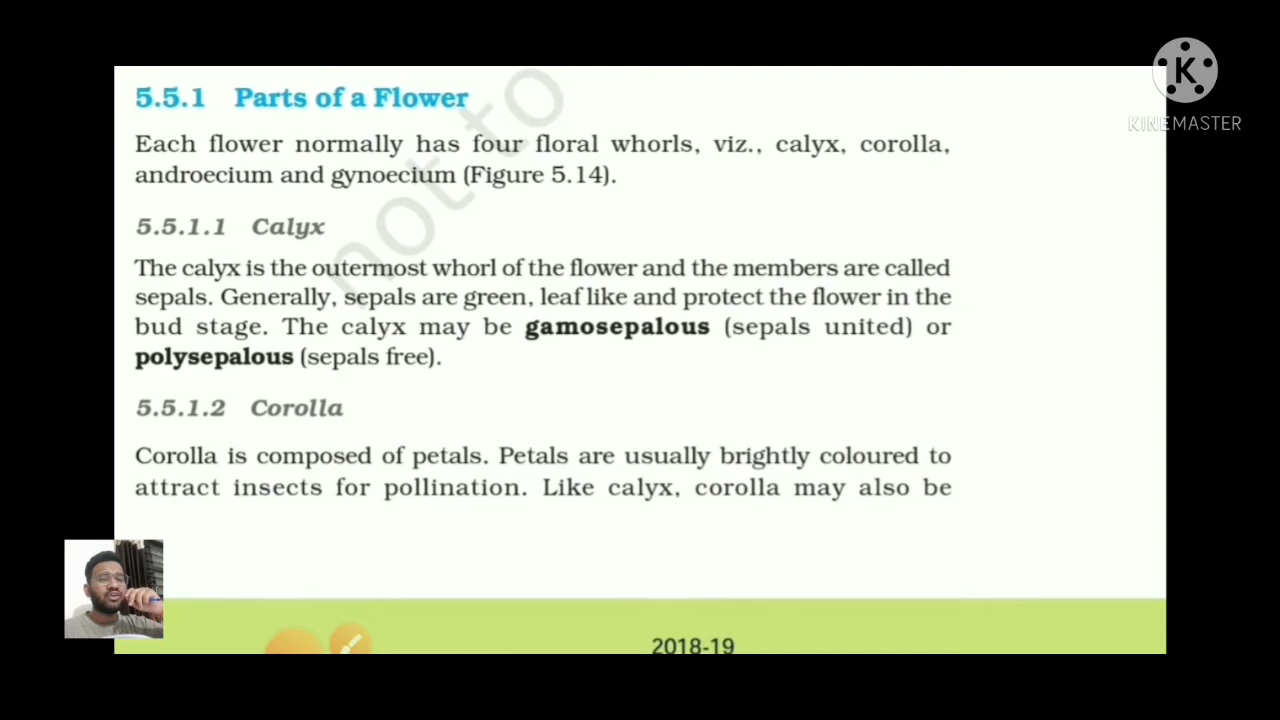 KINEMASTER
5.5.1 Parts of a Flower
Each flower normally has four floral whorls, viz., calyx, corolla,
androecium and gynoecium (Figure 5.14).
5.5.1.1 Calyx
The calyx is the outermost whorl of the flower and the members are called
sepals. Generally, sepals are green, leaf like and protect the flower in the
bud stage. The calyx may be gamosepalous (sepals united) or
polysepalous (sepals free).
5.5.1.2 Corolla
Corolla is composed of petals. Petals are usually brightly coloured to
attract insects for pollination. Like calyx, corolla may also be
not to
2018-19